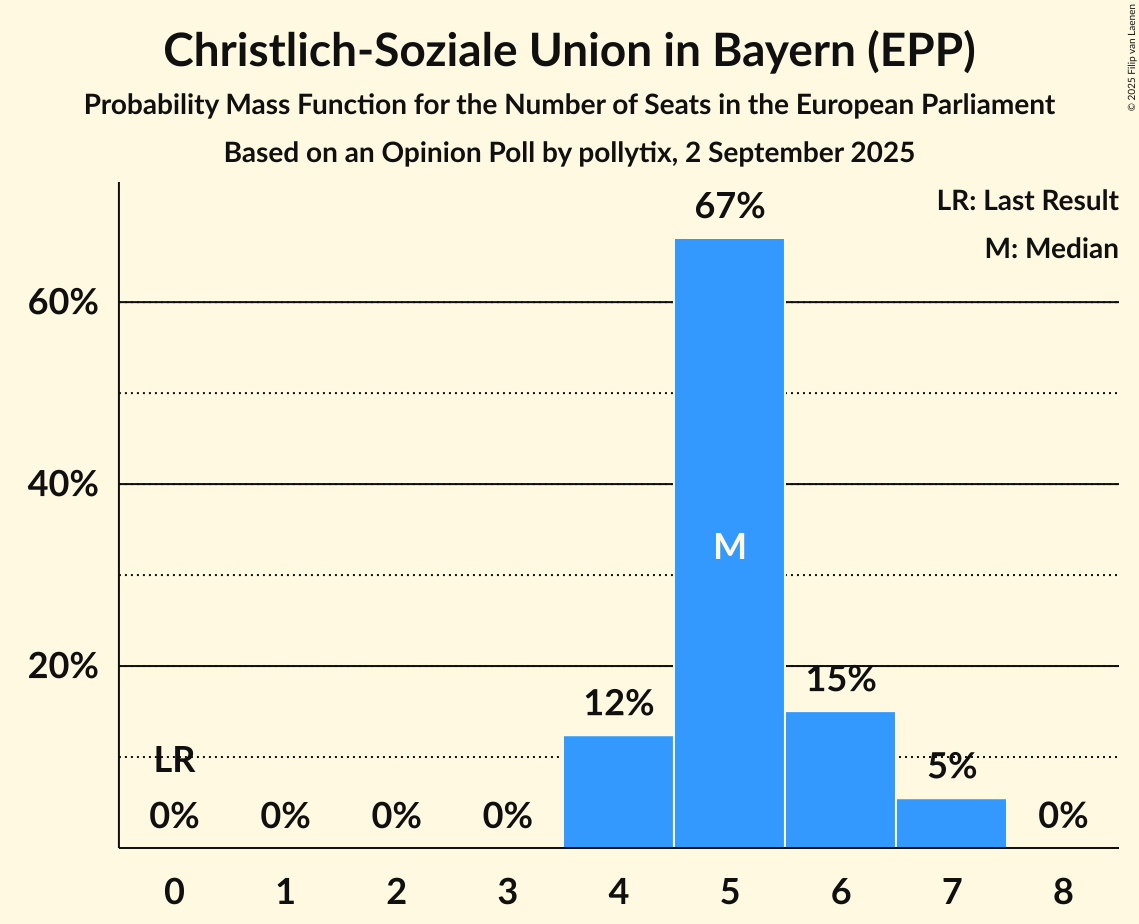 Christlich-Soziale Union in Bayern (EPP)
Probability Mass Function for the Number of Seats in the European Parliament
Based on an Opinion Poll by pollytix, 2 September 2025
© 2025 Filip van Laenen
LR: Last Result
M: Median
67%
60%
40%
M
20%
15%
12%
LR
5%
0% 0% 0% 0% 0%
0 1 2 3 4 5 6 7 8